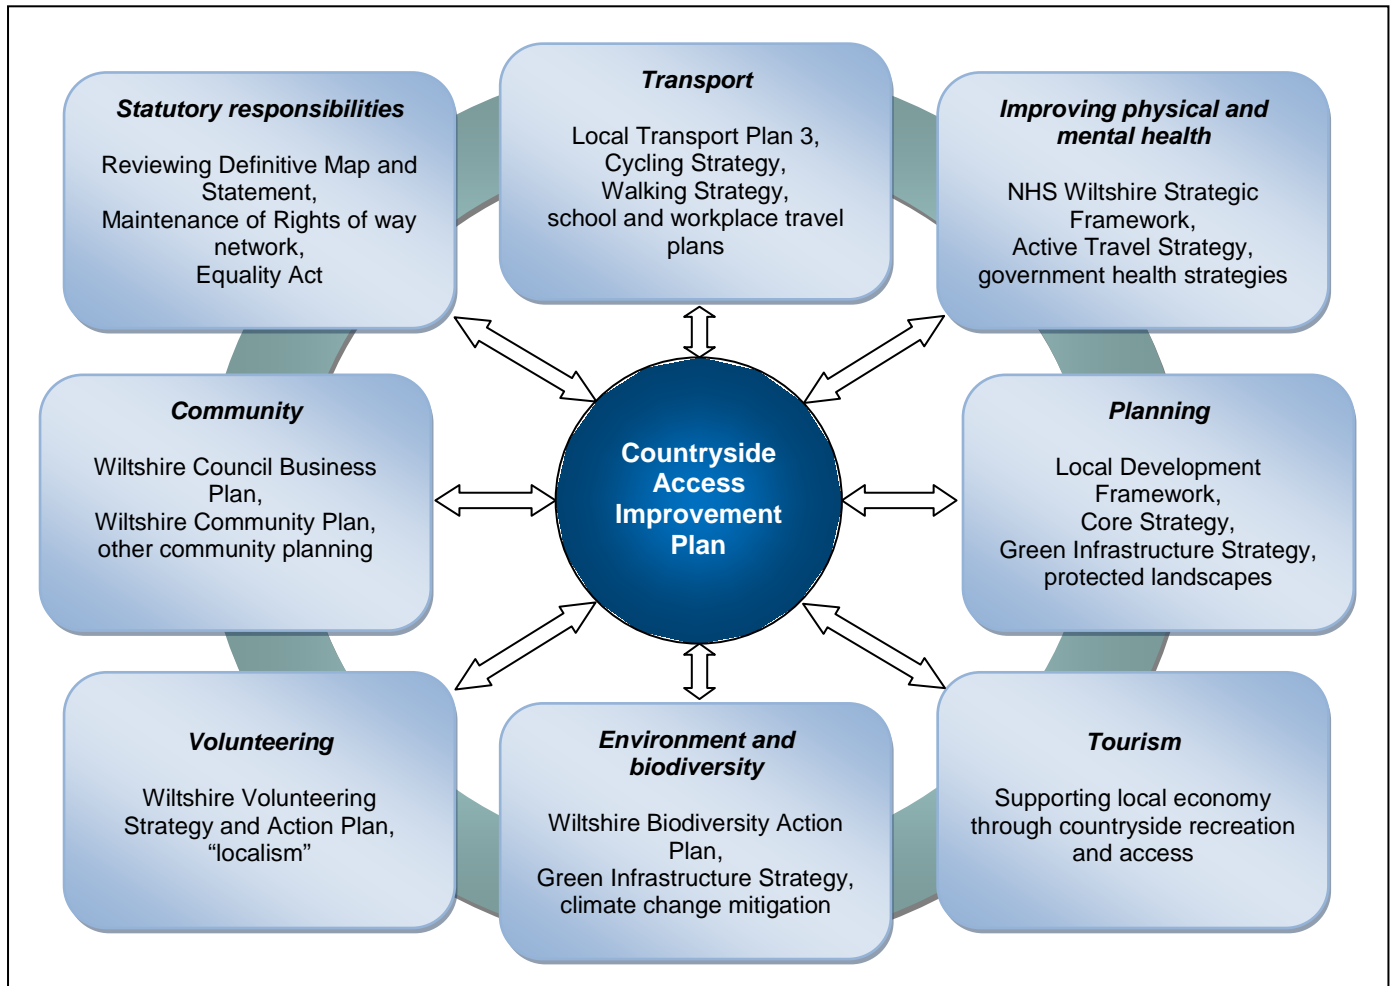 Statutory responsibilities
Reviewing Definitive Map and
Statement,
Maintenance of Rights of way
network,
Equality Act
Transport
Local Transport Plan 3,
Cycling Strategy,
Walking Strategy,
school and workplace travel
plans
Improving physical and
mental health
NHS Wiltshire Strategic
Framework,
Active Travel Strategy,
government health strategies
Community
Wiltshire Council Business
Plan,
Wiltshire Community Plan,
other community planning
Countryside
Access
Improvement
Plan
Planning
Local Development
Framework,
Core Strategy,
Green Infrastructure Strategy,
protected landscapes
Volunteering
Wiltshire Volunteering
Strategy and Action Plan,
“localism”
Environment and
biodiversity
Wiltshire Biodiversity Action
Plan,
Green Infrastructure Strategy,
climate change mitigation
Tourism
Supporting local economy
through countryside recreation
and access